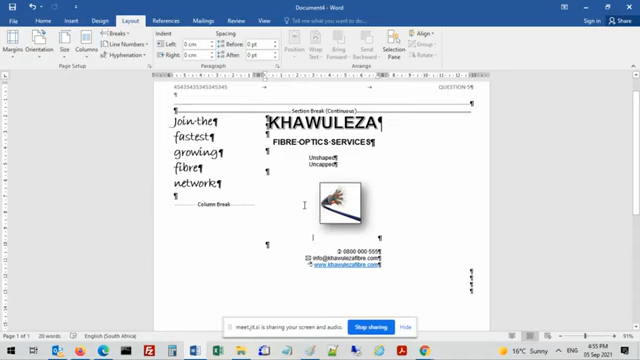 Document4 - Word
Sign in
File Home Insert Design Layout References Mailings Review View Tell me what you want to do... Share
Margins Orientation Size Columns
Breaks
Line Numbers
Hyphenation
Page Setup
Indent Spacing
Left: 0 cm Before: 0 pt
Right: 0 cm After: 0 pt
Paragraph
Position Wrap Text Bring Forward Send Backward Selection Pane
Align
Group
Rotate
Arrange
45435435345345345 QUESTION 5
Section Break (Continuous)
Join the
fastest
growing
fibre
network
Column Break
KHAWULEZA
FIBRE·OPTICS·SERVICES
Unshaped
Uncapped
0800·000·555
info@khawulezafibre.com
www.khawulezafibre.com
meet.jit.si is sharing your screen and audio. Stop sharing Hide
Page 1 of 1 20 words English (South Africa) 91%
16°C Sunny
4:55 PM
05 Sep 2021